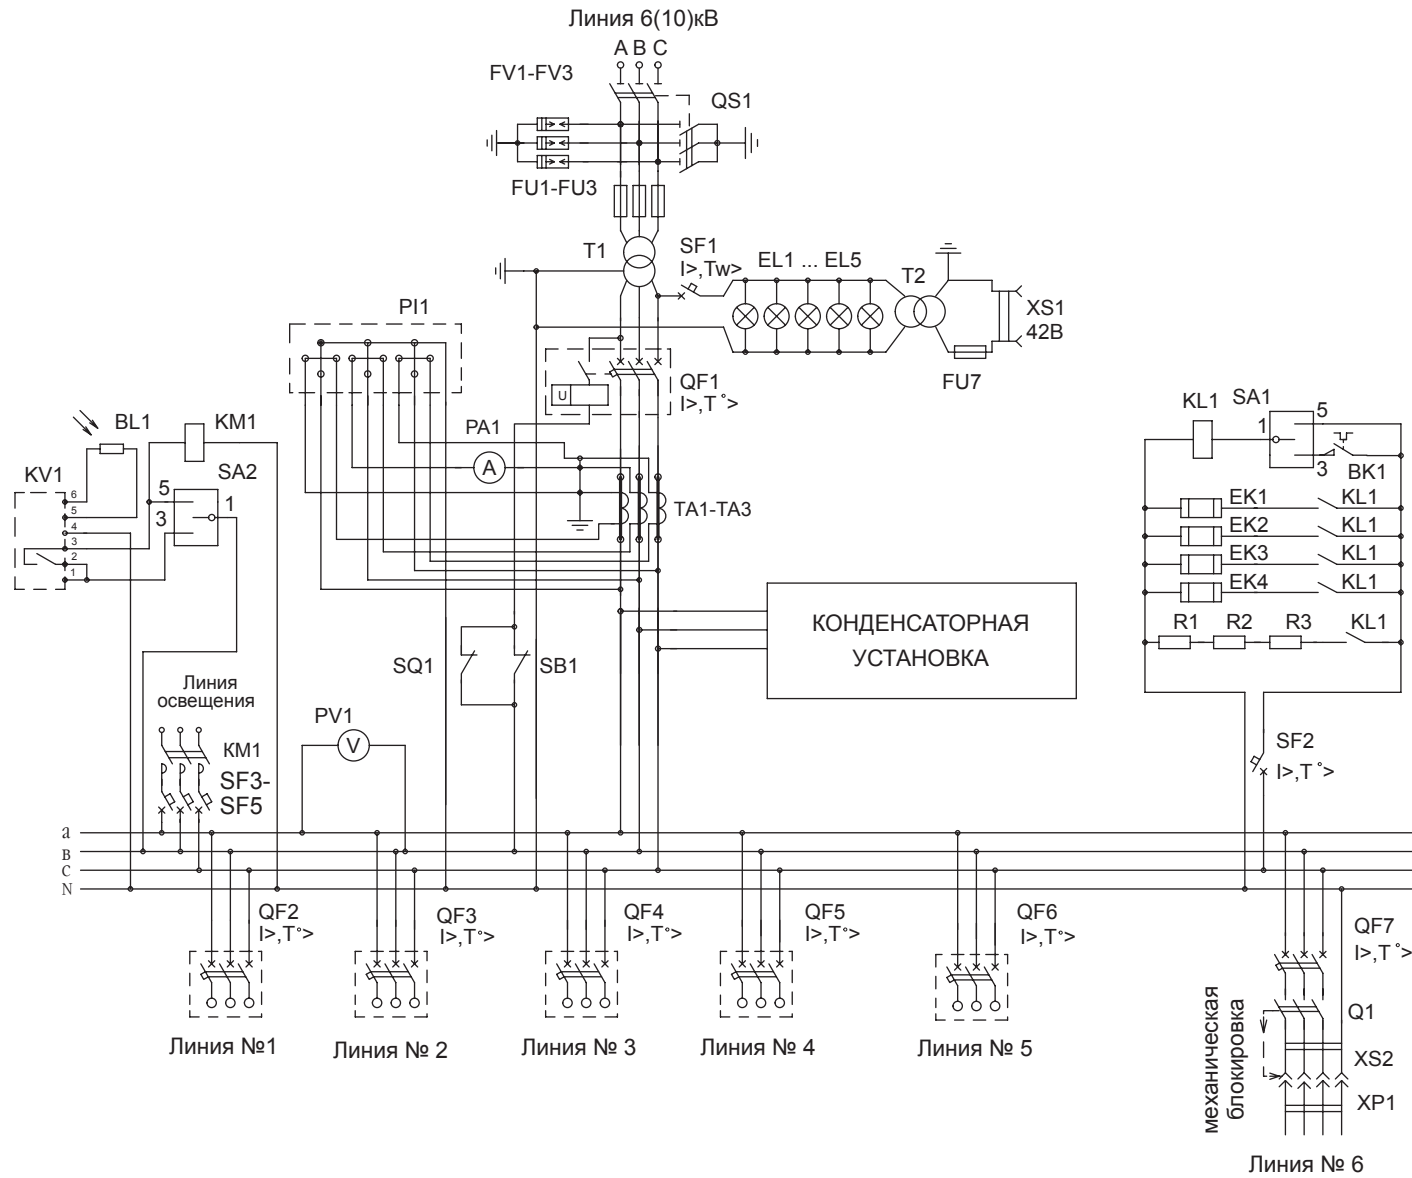 Линия 6(10)кВ
A B C
FV1-FV3
QS1
FU1-FU3
T1
SF1
I>,Tw>
EL1 ... EL5
T2
XS1
42В
FU7
PI1
U
QF1
I>,T°>
PA1
A
TA1-TA3
BL1
KM1
KV1
SA2
6
5
4
3
2
1
5
3
1
KL1
SA1
5
1
3
BK1
EK1
KL1
EK2
KL1
EK3
KL1
EK4
KL1
R1
R2
R3
KL1
КОНДЕНСАТОРНАЯ
УСТАНОВКА
SQ1
SB1
Линия
освещения
KM1
SF3-
SF5
PV1
V
SF2
I>,T°>
a
B
C
N
QF2
I>,T°>
QF3
I>,T°>
QF4
I>,T°>
QF5
I>,T°>
QF6
I>,T°>
QF7
I>,T°>
Линия №1
Линия № 2
Линия № 3
Линия № 4
Линия № 5
механическая
блокировка
Q1
XS2
XP1
Линия № 6